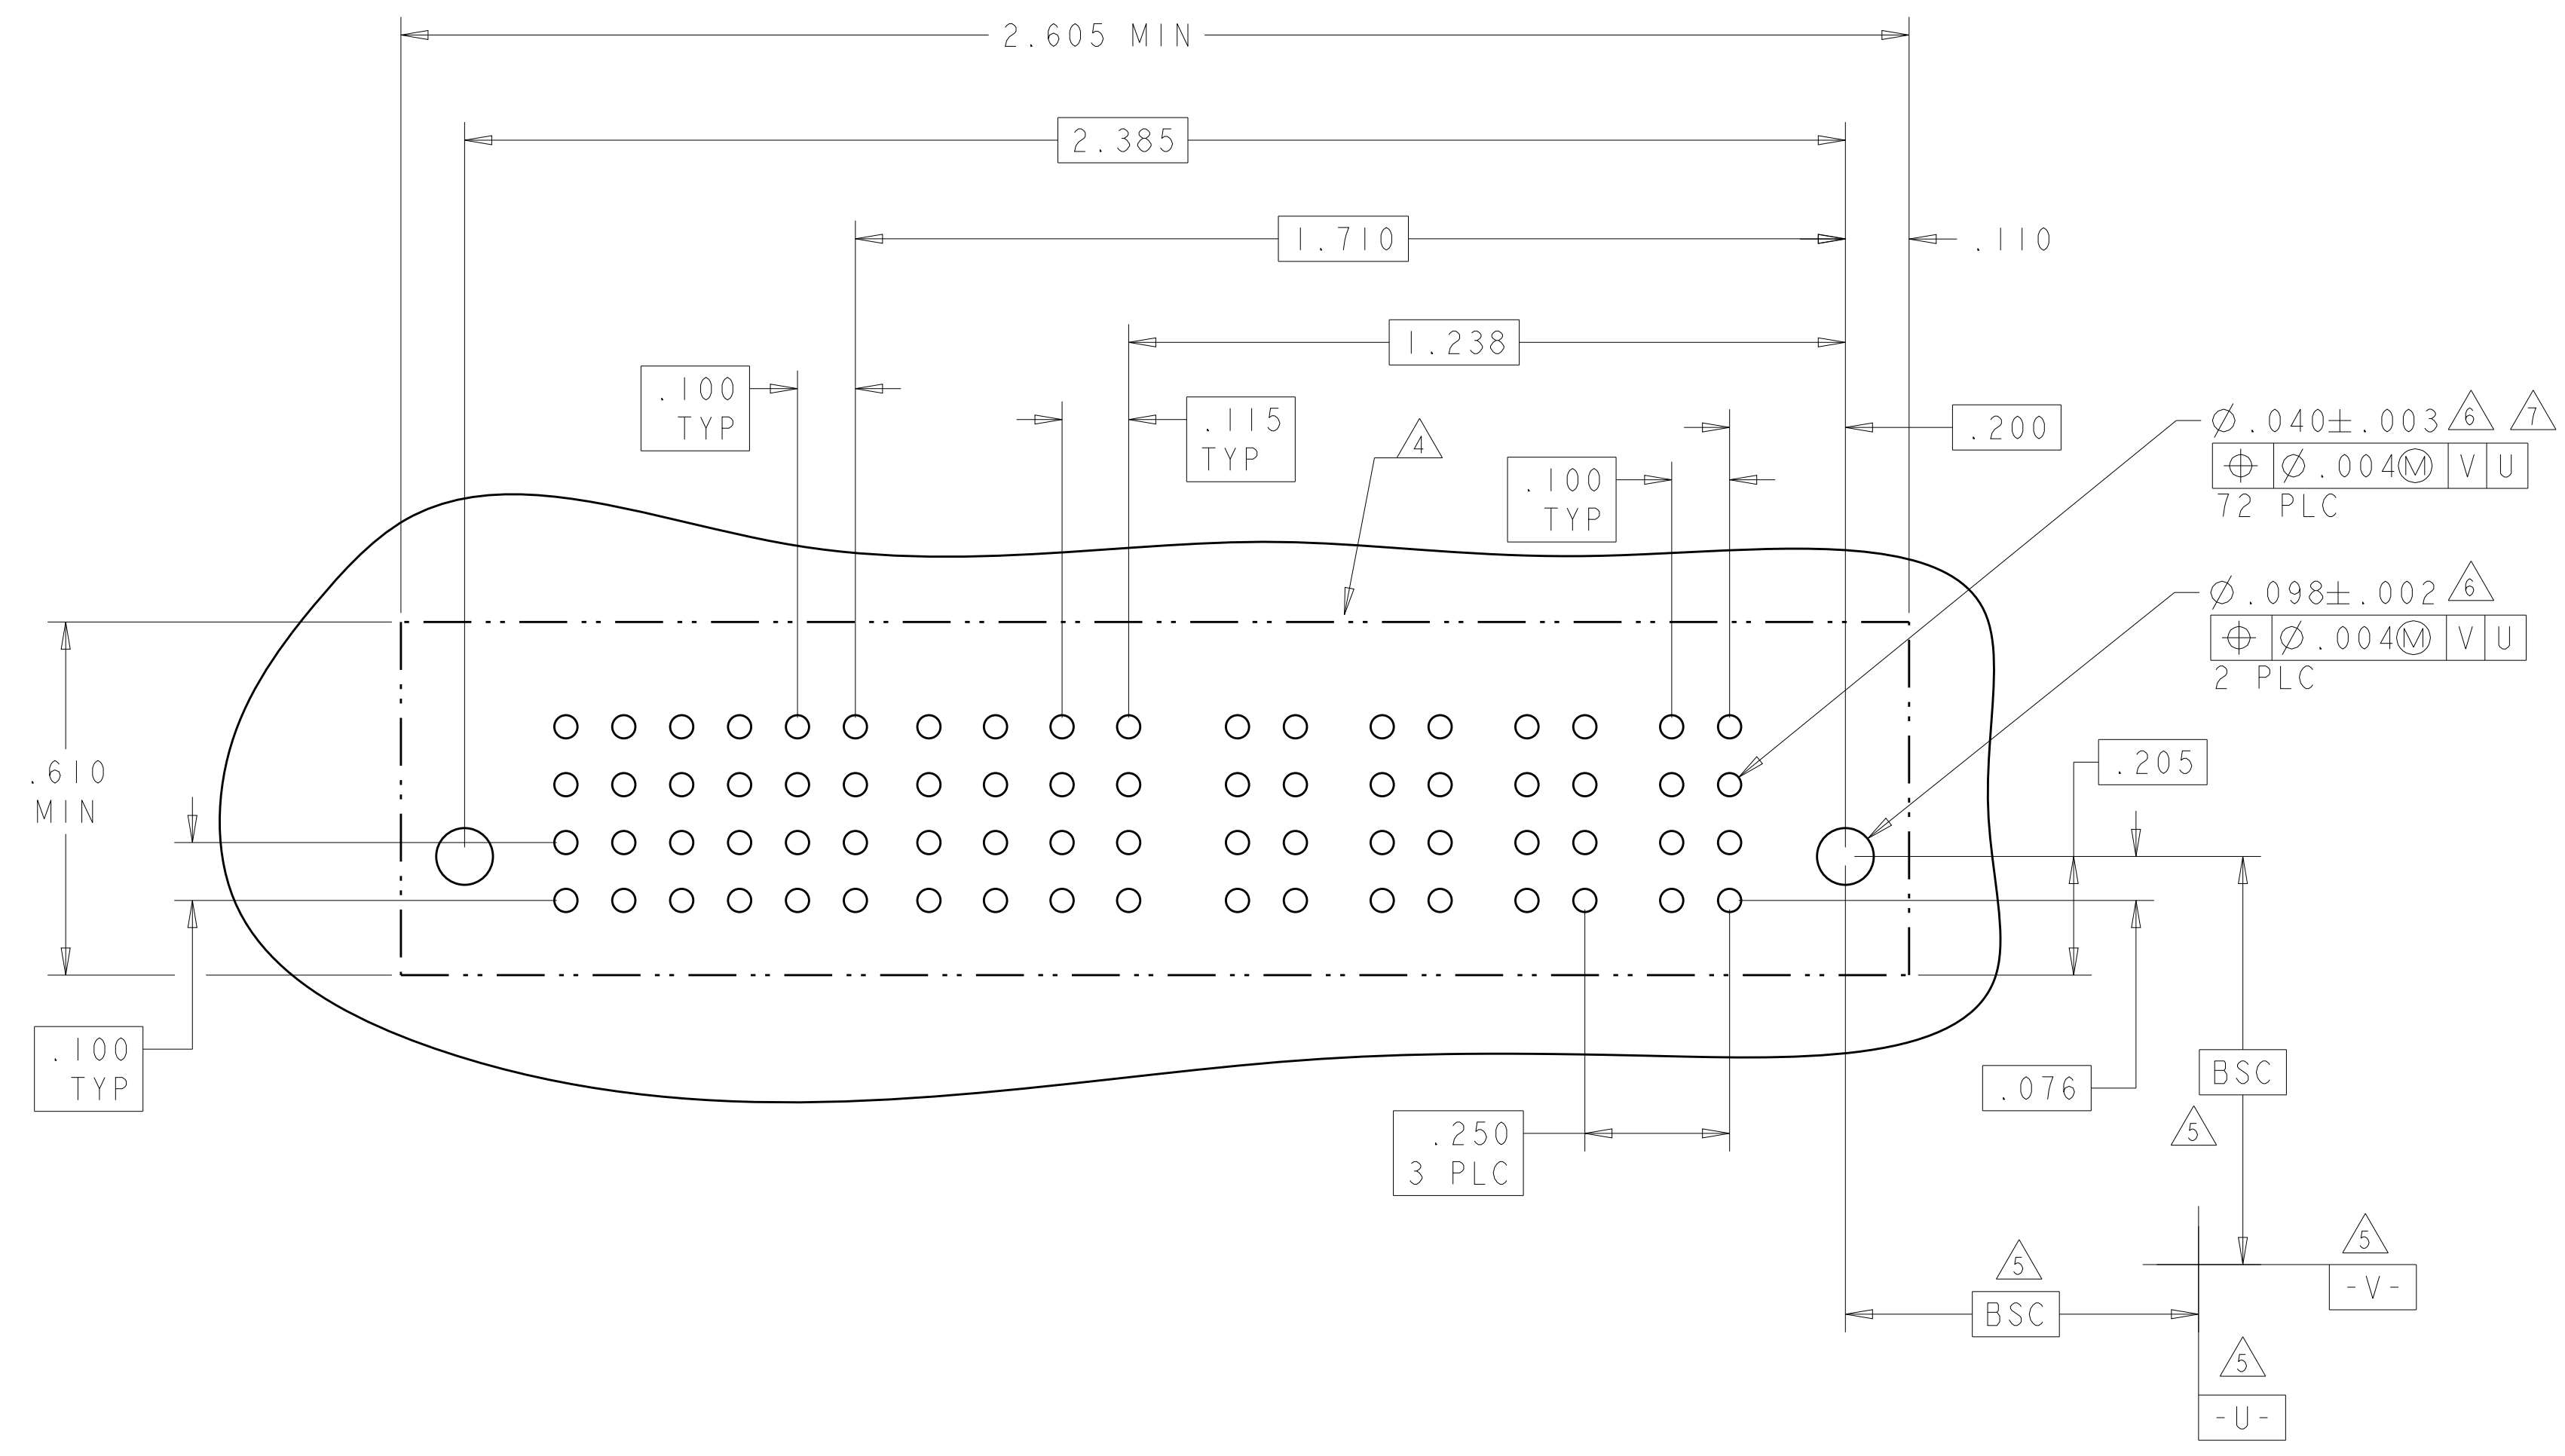 2.605 MIN
2.385
1.710
.110
1.238
.100
TYP
.115
TYP
4
.200
.100
TYP
⌀.040±.003 6 7
⌖ ⌀.004Ⓜ V U
72 PLC
⌀.098±.002 6
⌖ ⌀.004Ⓜ V U
2 PLC
.205
.610
MIN
.100
TYP
.076
BSC
5
.250
3 PLC
5
BSC
5
-V-
5
-U-